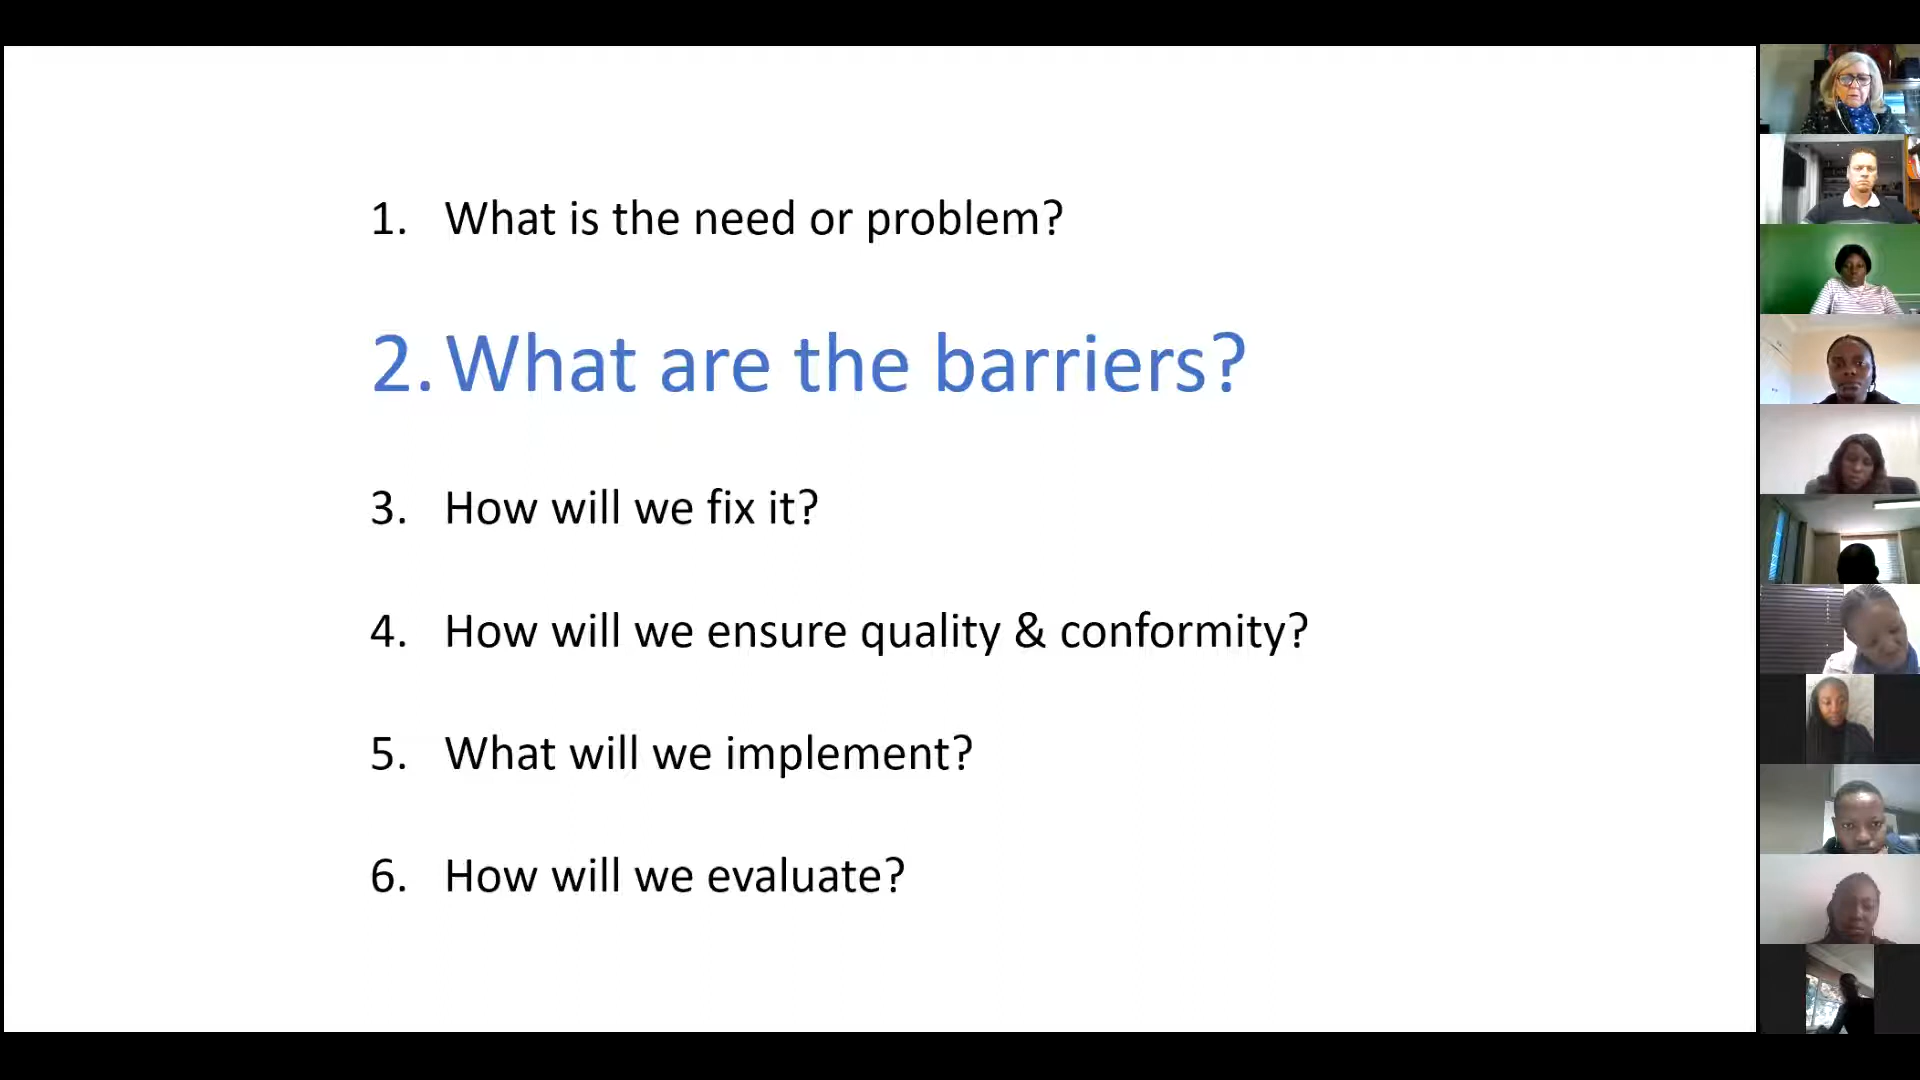 1. What is the need or problem?
2. What are the barriers?
3. How will we fix it?
4. How will we ensure quality & conformity?
5. What will we implement?
6. How will we evaluate?